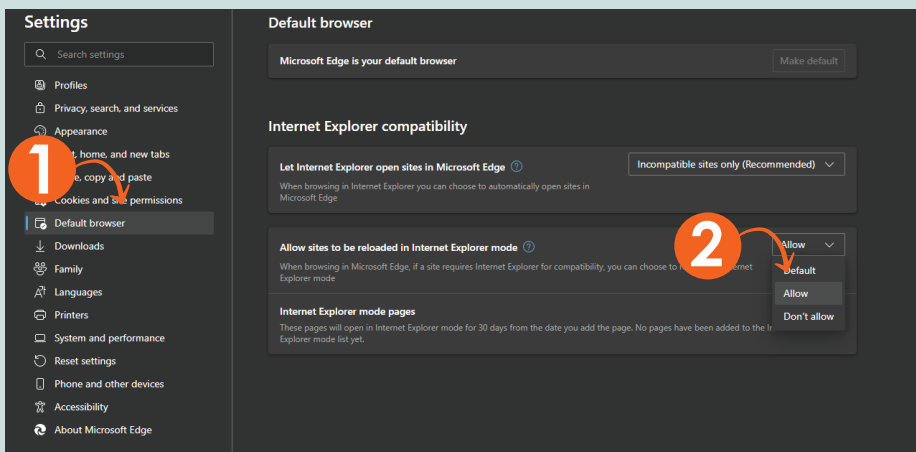 Settings
Search settings
Profiles
Privacy, search, and services
Appearance
home, and new tabs
copy and paste
Cookies and site permissions
Default browser
Downloads
Family
Languages
Printers
System and performance
Reset settings
Phone and other devices
Accessibility
About Microsoft Edge
1
Default browser
Microsoft Edge is your default browser
Make default
Internet Explorer compatibility
Let Internet Explorer open sites in Microsoft Edge
Incompatible sites only (Recommended)
When browsing in Internet Explorer you can choose to automatically open sites in
Microsoft Edge
Allow sites to be reloaded in Internet Explorer mode
Allow
When browsing in Microsoft Edge, if a site requires Internet Explorer for compatibility, you can choose to
Explorer mode
2
Default
Allow
Don't allow
Internet Explorer mode pages
These pages will open in Internet Explorer mode for 30 days from the date you add the page. No pages have been added to the
Explorer mode list yet.